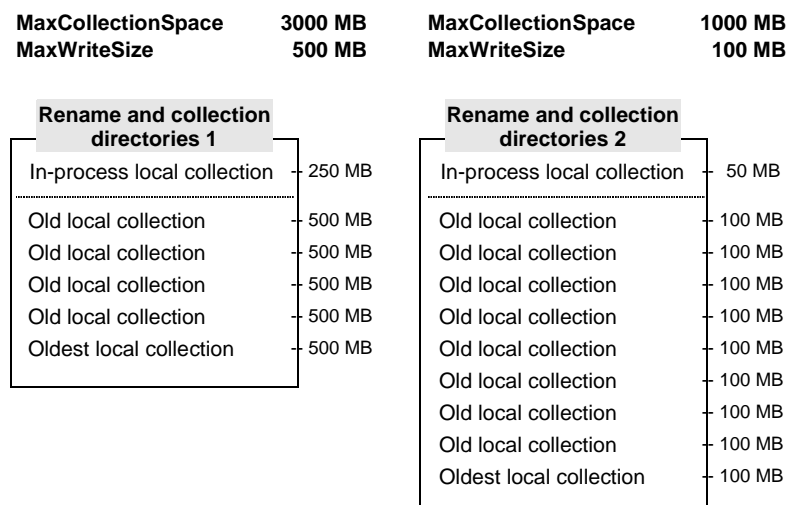 MaxCollectionSpace 3000 MB
MaxWriteSize 500 MB
Rename and collection
directories 1
In-process local collection 250 MB
Old local collection 500 MB
Old local collection 500 MB
Old local collection 500 MB
Old local collection 500 MB
Oldest local collection 500 MB
MaxCollectionSpace 1000 MB
MaxWriteSize 100 MB
Rename and collection
directories 2
In-process local collection 50 MB
Old local collection 100 MB
Old local collection 100 MB
Old local collection 100 MB
Old local collection 100 MB
Old local collection 100 MB
Old local collection 100 MB
Old local collection 100 MB
Old local collection 100 MB
Oldest local collection 100 MB